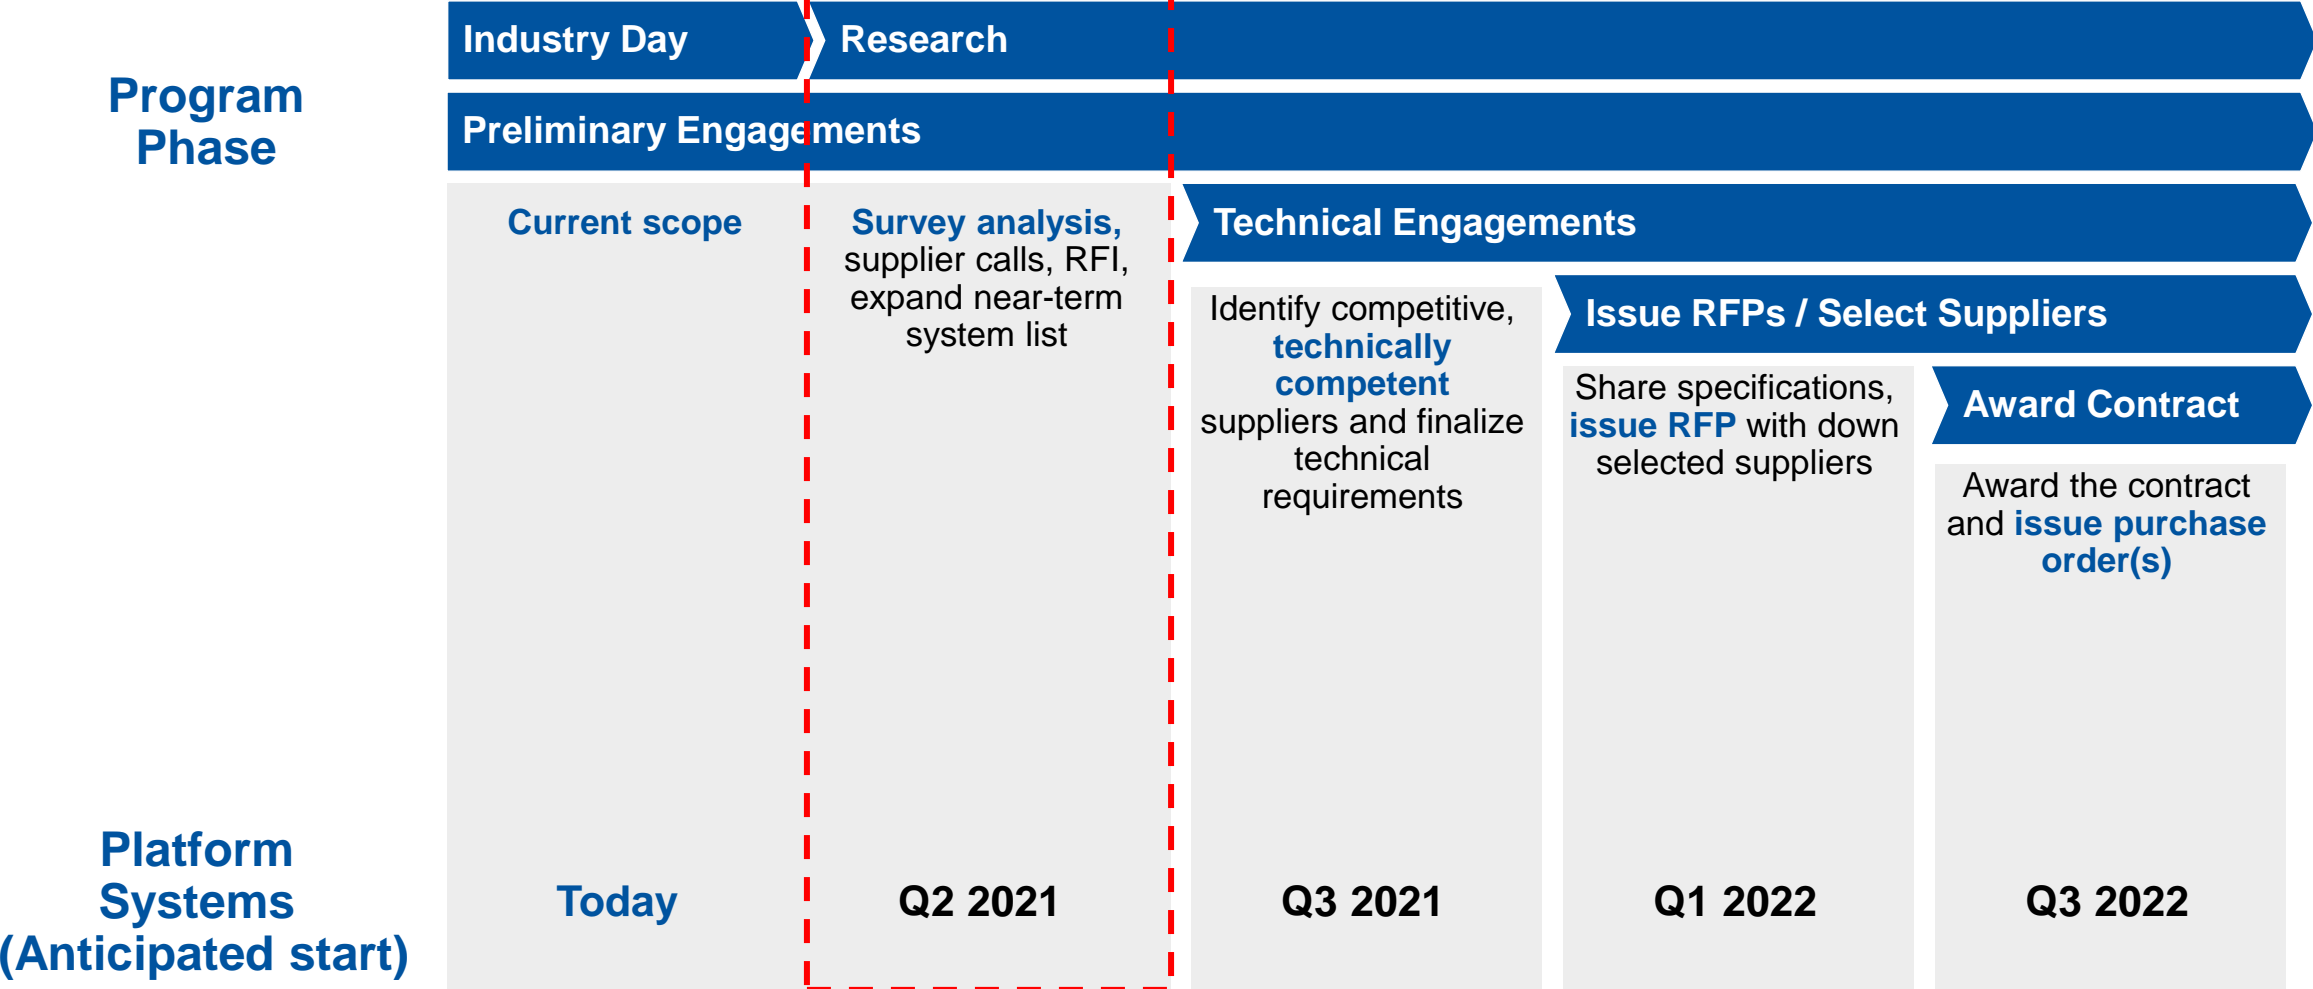 Program
Phase
Industry Day
Research
Preliminary Engagements
Current scope
Survey analysis,
supplier calls, RFI,
expand near-term
system list
Technical Engagements
Identify competitive,
technically
competent
suppliers and finalize
technical
requirements
Issue RFPs / Select Suppliers
Share specifications,
issue RFP with down
selected suppliers
Award Contract
Award the contract
and issue purchase
order(s)
Platform
Systems
(Anticipated start)
Today
Q2 2021
Q3 2021
Q1 2022
Q3 2022